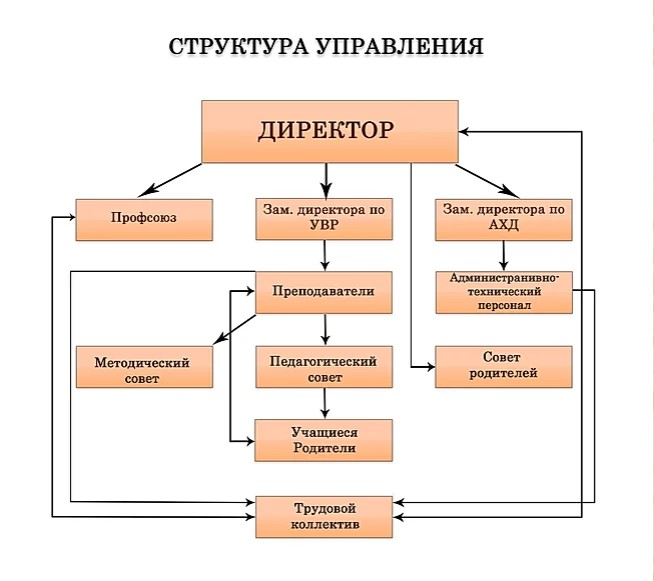 СТРУКТУРА УПРАВЛЕНИЯ
ДИРЕКТОР
Профсоюз
Зам. директора по
УВР
Зам. директора по
АХД
Преподаватели
Административно-
технический
персонал
Методический
совет
Педагогический
совет
Совет
родителей
Учащиеся
Родители
Трудовой
коллектив